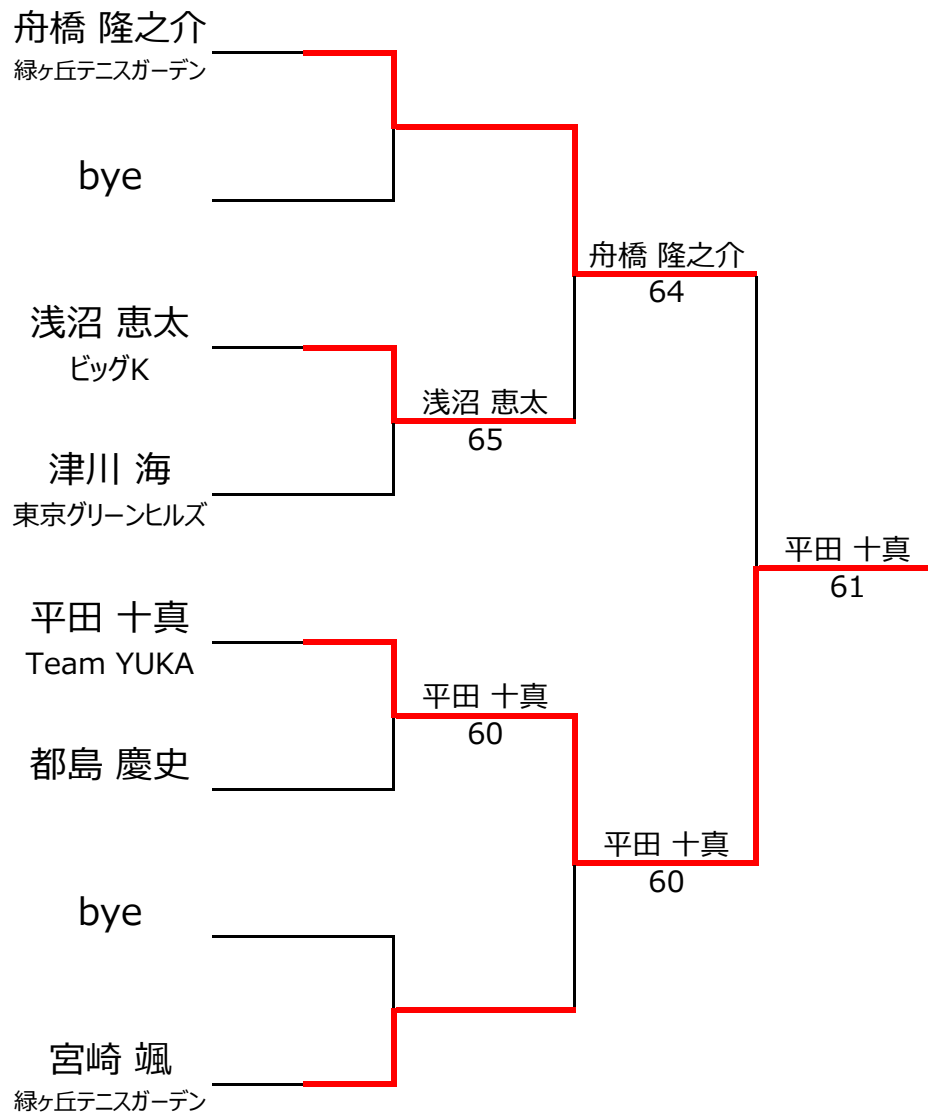 舟橋 隆之介
緑ヶ丘テニスガーデン
bye
舟橋 隆之介
64
浅沼 恵太
ビッグK
浅沼 恵太
65
津川 海
東京グリーンヒルズ
平田 十真
61
平田 十真
Team YUKA
平田 十真
60
都島 慶史
平田 十真
60
bye
宮崎 颯
緑ヶ丘テニスガーデン